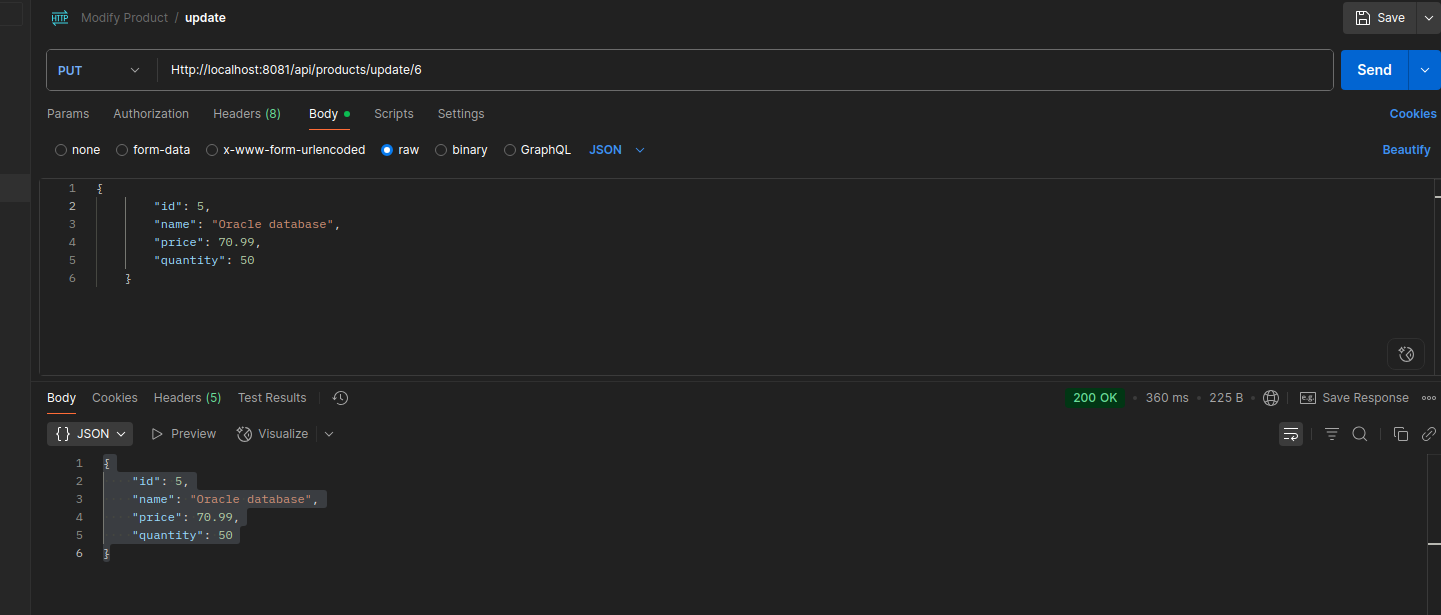 HTTP Modify Product / update Save
PUT Http://localhost:8081/api/products/update/6 Send
Params Authorization Headers (8) Body Scripts Settings Cookies
none form-data x-www-form-urlencoded raw binary GraphQL JSON Beautify
1 {
2 "id": 5,
3 "name": "Oracle database",
4 "price": 70.99,
5 "quantity": 50
6 }
Body Cookies Headers (5) Test Results 200 OK • 360 ms • 225 B • e.g. Save Response
{} JSON Preview Visualize
1 {
2 "id": 5,
3 "name": "Oracle database",
4 "price": 70.99,
5 "quantity": 50
6 }